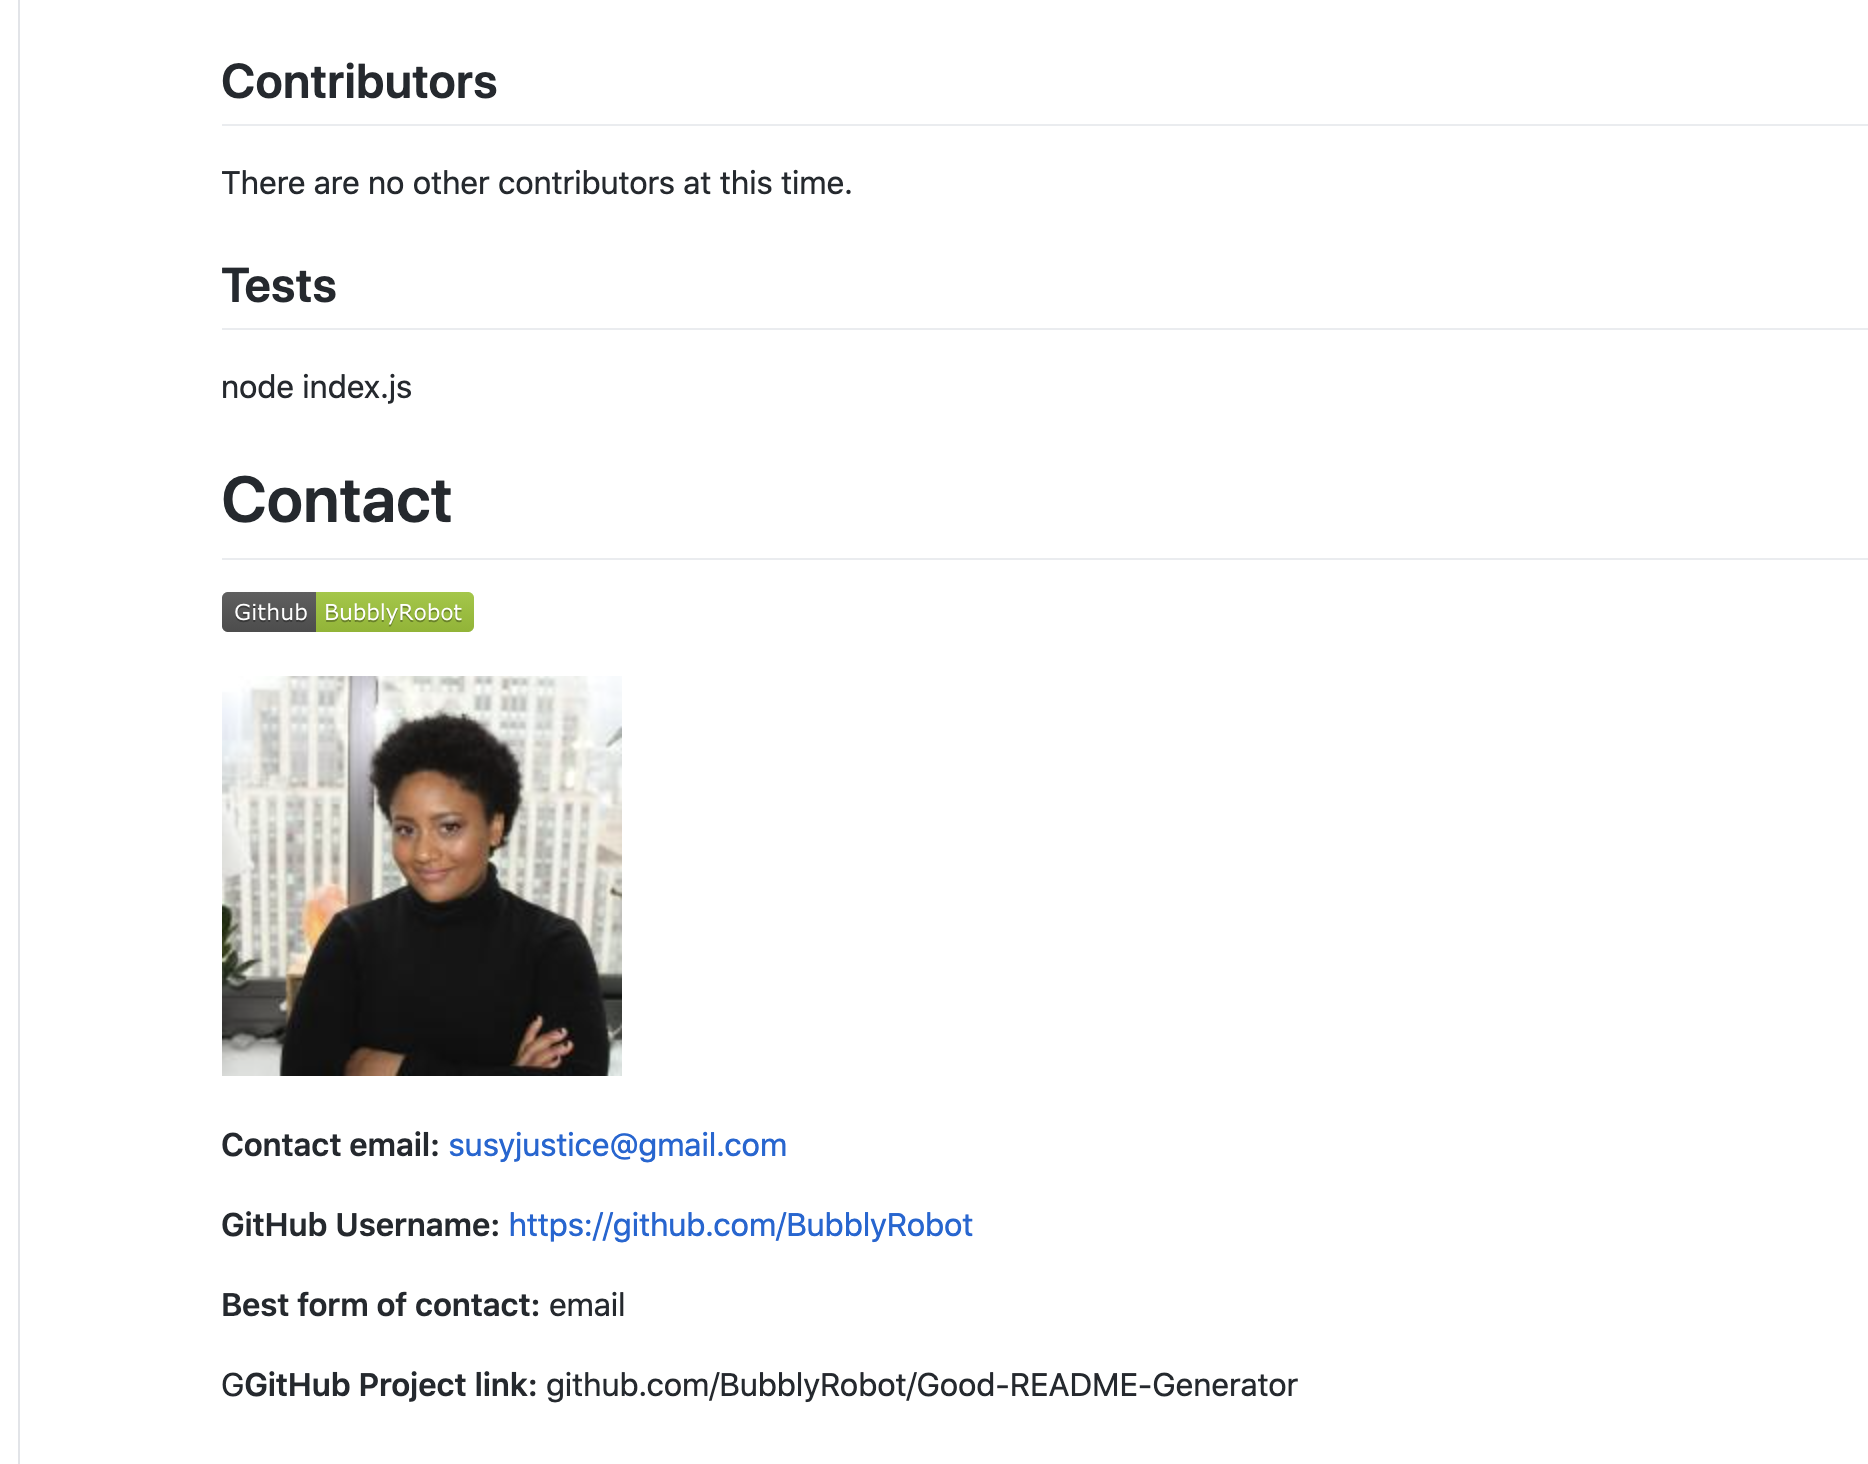 Contributors
There are no other contributors at this time.
Tests
node index.js
Contact
Github BubblyRobot
Contact email: susyjustice@gmail.com
GitHub Username: https://github.com/BubblyRobot
Best form of contact: email
GGitHub Project link: github.com/BubblyRobot/Good-README-Generator